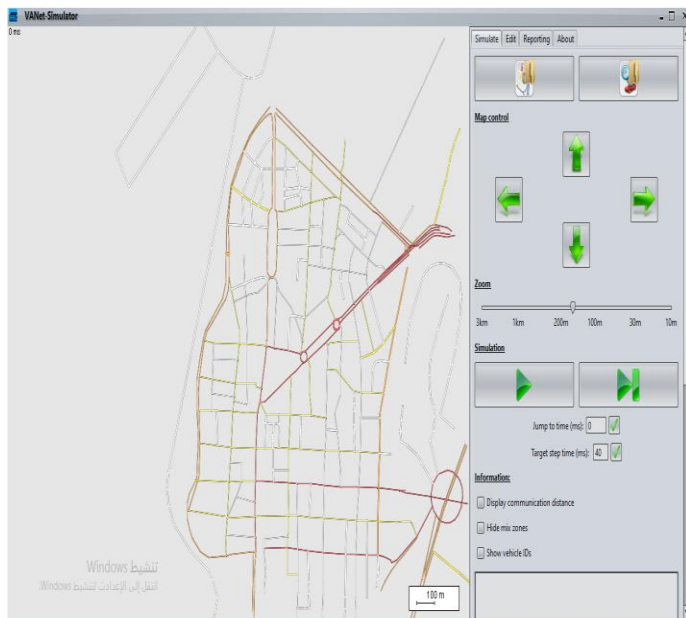 VANet-Simulator
0 ms
Simulate Edit Reporting About
Map control
Zoom
3km 1km 200m 100m 30m 10m
Simulation
Jump to time (ms): 0
Target step time (ms): 40
Information:
Display communication distance
Hide mix zones
Show vehicle IDs
تنشيط Windows
انتقل إلى الإعدادات لتنشيط Windows.
100 m